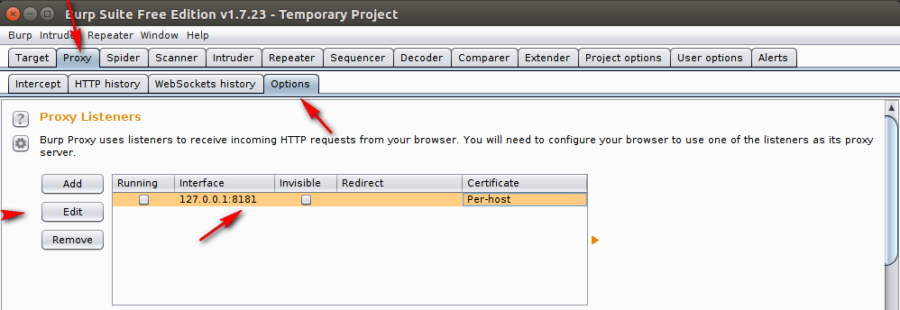 Burp Suite Free Edition v1.7.23 - Temporary Project
Burp Intruder Repeater Window Help
Target Proxy Spider Scanner Intruder Repeater Sequencer Decoder Comparer Extender Project options User options Alerts
Intercept HTTP history WebSockets history Options
? Proxy Listeners
Burp Proxy uses listeners to receive incoming HTTP requests from your browser. You will need to configure your browser to use one of the listeners as its proxy
server.
Add Running Interface Invisible Redirect Certificate
127.0.0.1:8181 Per-host
Edit
Remove